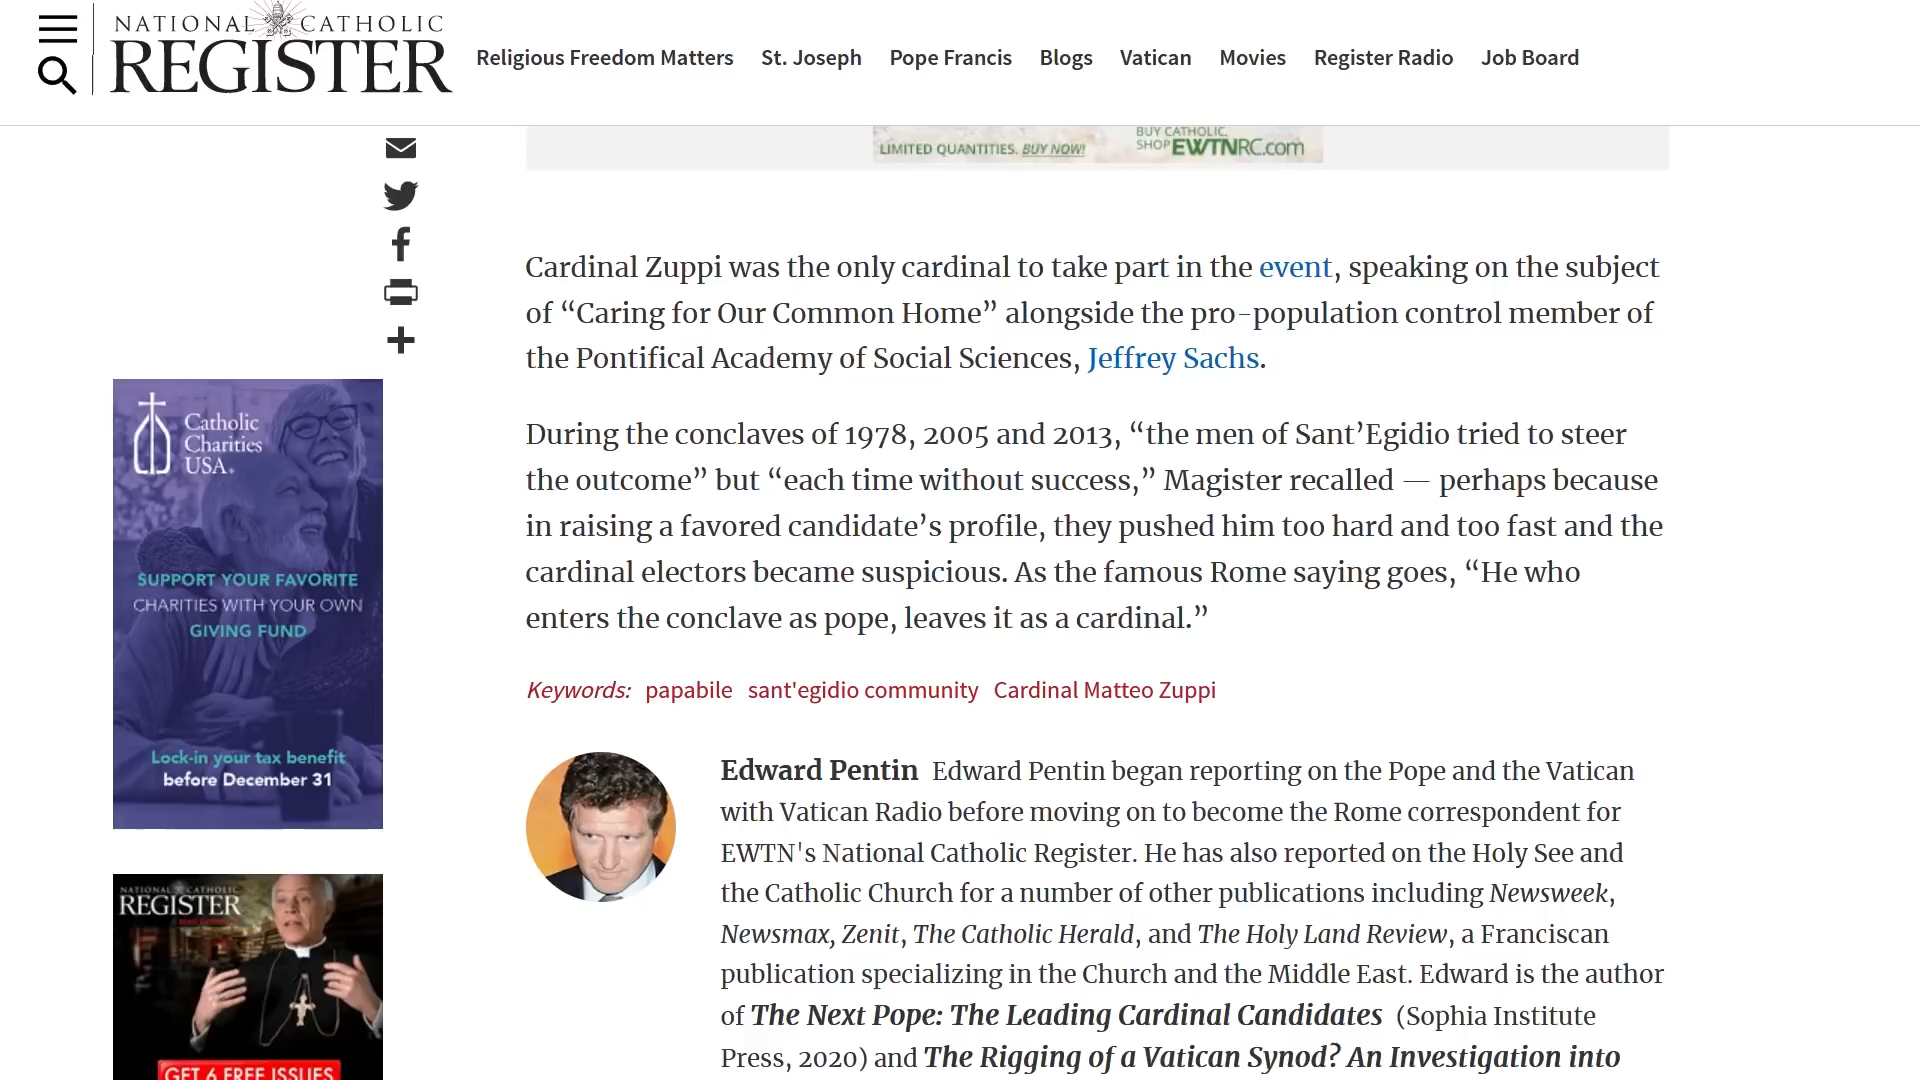 NATIONAL CATHOLIC
REGISTER
Religious Freedom Matters St. Joseph Pope Francis Blogs Vatican Movies Register Radio Job Board
LIMITED QUANTITIES. BUY NOW!
BUY CATHOLIC.
SHOP EWTNRC.com
Cardinal Zuppi was the only cardinal to take part in the event, speaking on the subject
of “Caring for Our Common Home” alongside the pro-population control member of
the Pontifical Academy of Social Sciences, Jeffrey Sachs.
During the conclaves of 1978, 2005 and 2013, “the men of Sant’Egidio tried to steer
the outcome” but “each time without success,” Magister recalled — perhaps because
in raising a favored candidate’s profile, they pushed him too hard and too fast and the
cardinal electors became suspicious. As the famous Rome saying goes, “He who
enters the conclave as pope, leaves it as a cardinal.”
Keywords: papabile sant'egidio community Cardinal Matteo Zuppi
Edward Pentin Edward Pentin began reporting on the Pope and the Vatican
with Vatican Radio before moving on to become the Rome correspondent for
EWTN's National Catholic Register. He has also reported on the Holy See and
the Catholic Church for a number of other publications including Newsweek,
Newsmax, Zenit, The Catholic Herald, and The Holy Land Review, a Franciscan
publication specializing in the Church and the Middle East. Edward is the author
of The Next Pope: The Leading Cardinal Candidates (Sophia Institute
Press, 2020) and The Rigging of a Vatican Synod? An Investigation into
Catholic
Charities
USA®
SUPPORT YOUR FAVORITE
CHARITIES WITH YOUR OWN
GIVING FUND
Lock-in your tax benefit
before December 31
NATIONAL CATHOLIC
REGISTER
GET 6 FREE ISSUES